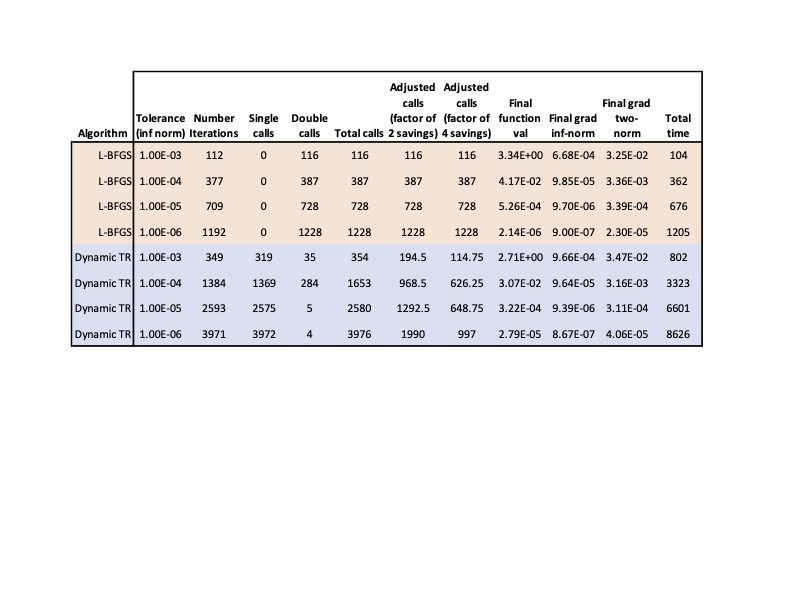 Adjusted Adjusted
calls calls Final Final grad
Tolerance Number Single Double (factor of (factor of function Final grad two- Total
Algorithm (inf norm) Iterations calls calls Total calls 2 savings) 4 savings) val inf-norm norm time
L-BFGS 1.00E-03 112 0 116 116 116 116 3.34E+00 6.68E-04 3.25E-02 104
L-BFGS 1.00E-04 377 0 387 387 387 387 4.17E-02 9.85E-05 3.36E-03 362
L-BFGS 1.00E-05 709 0 728 728 728 728 5.26E-04 9.70E-06 3.39E-04 676
L-BFGS 1.00E-06 1192 0 1228 1228 1228 1228 2.14E-06 9.00E-07 2.30E-05 1205
Dynamic TR 1.00E-03 349 319 35 354 194.5 114.75 2.71E+00 9.66E-04 3.47E-02 802
Dynamic TR 1.00E-04 1384 1369 284 1653 968.5 626.25 3.07E-02 9.64E-05 3.16E-03 3323
Dynamic TR 1.00E-05 2593 2575 5 2580 1292.5 648.75 3.22E-04 9.39E-06 3.11E-04 6601
Dynamic TR 1.00E-06 3971 3972 4 3976 1990 997 2.79E-05 8.67E-07 4.06E-05 8626